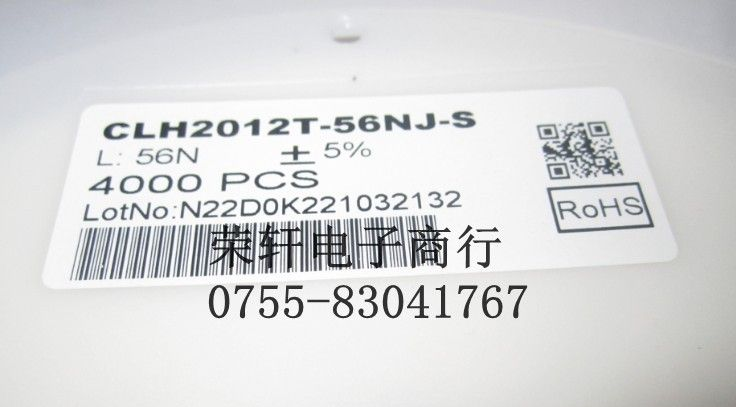 CLH2012T-56NJ-S
L: 56N ± 5%
4000 PCS
LotNo:N22D0K221032132
RoHS
荣轩电子商行
0755-83041767